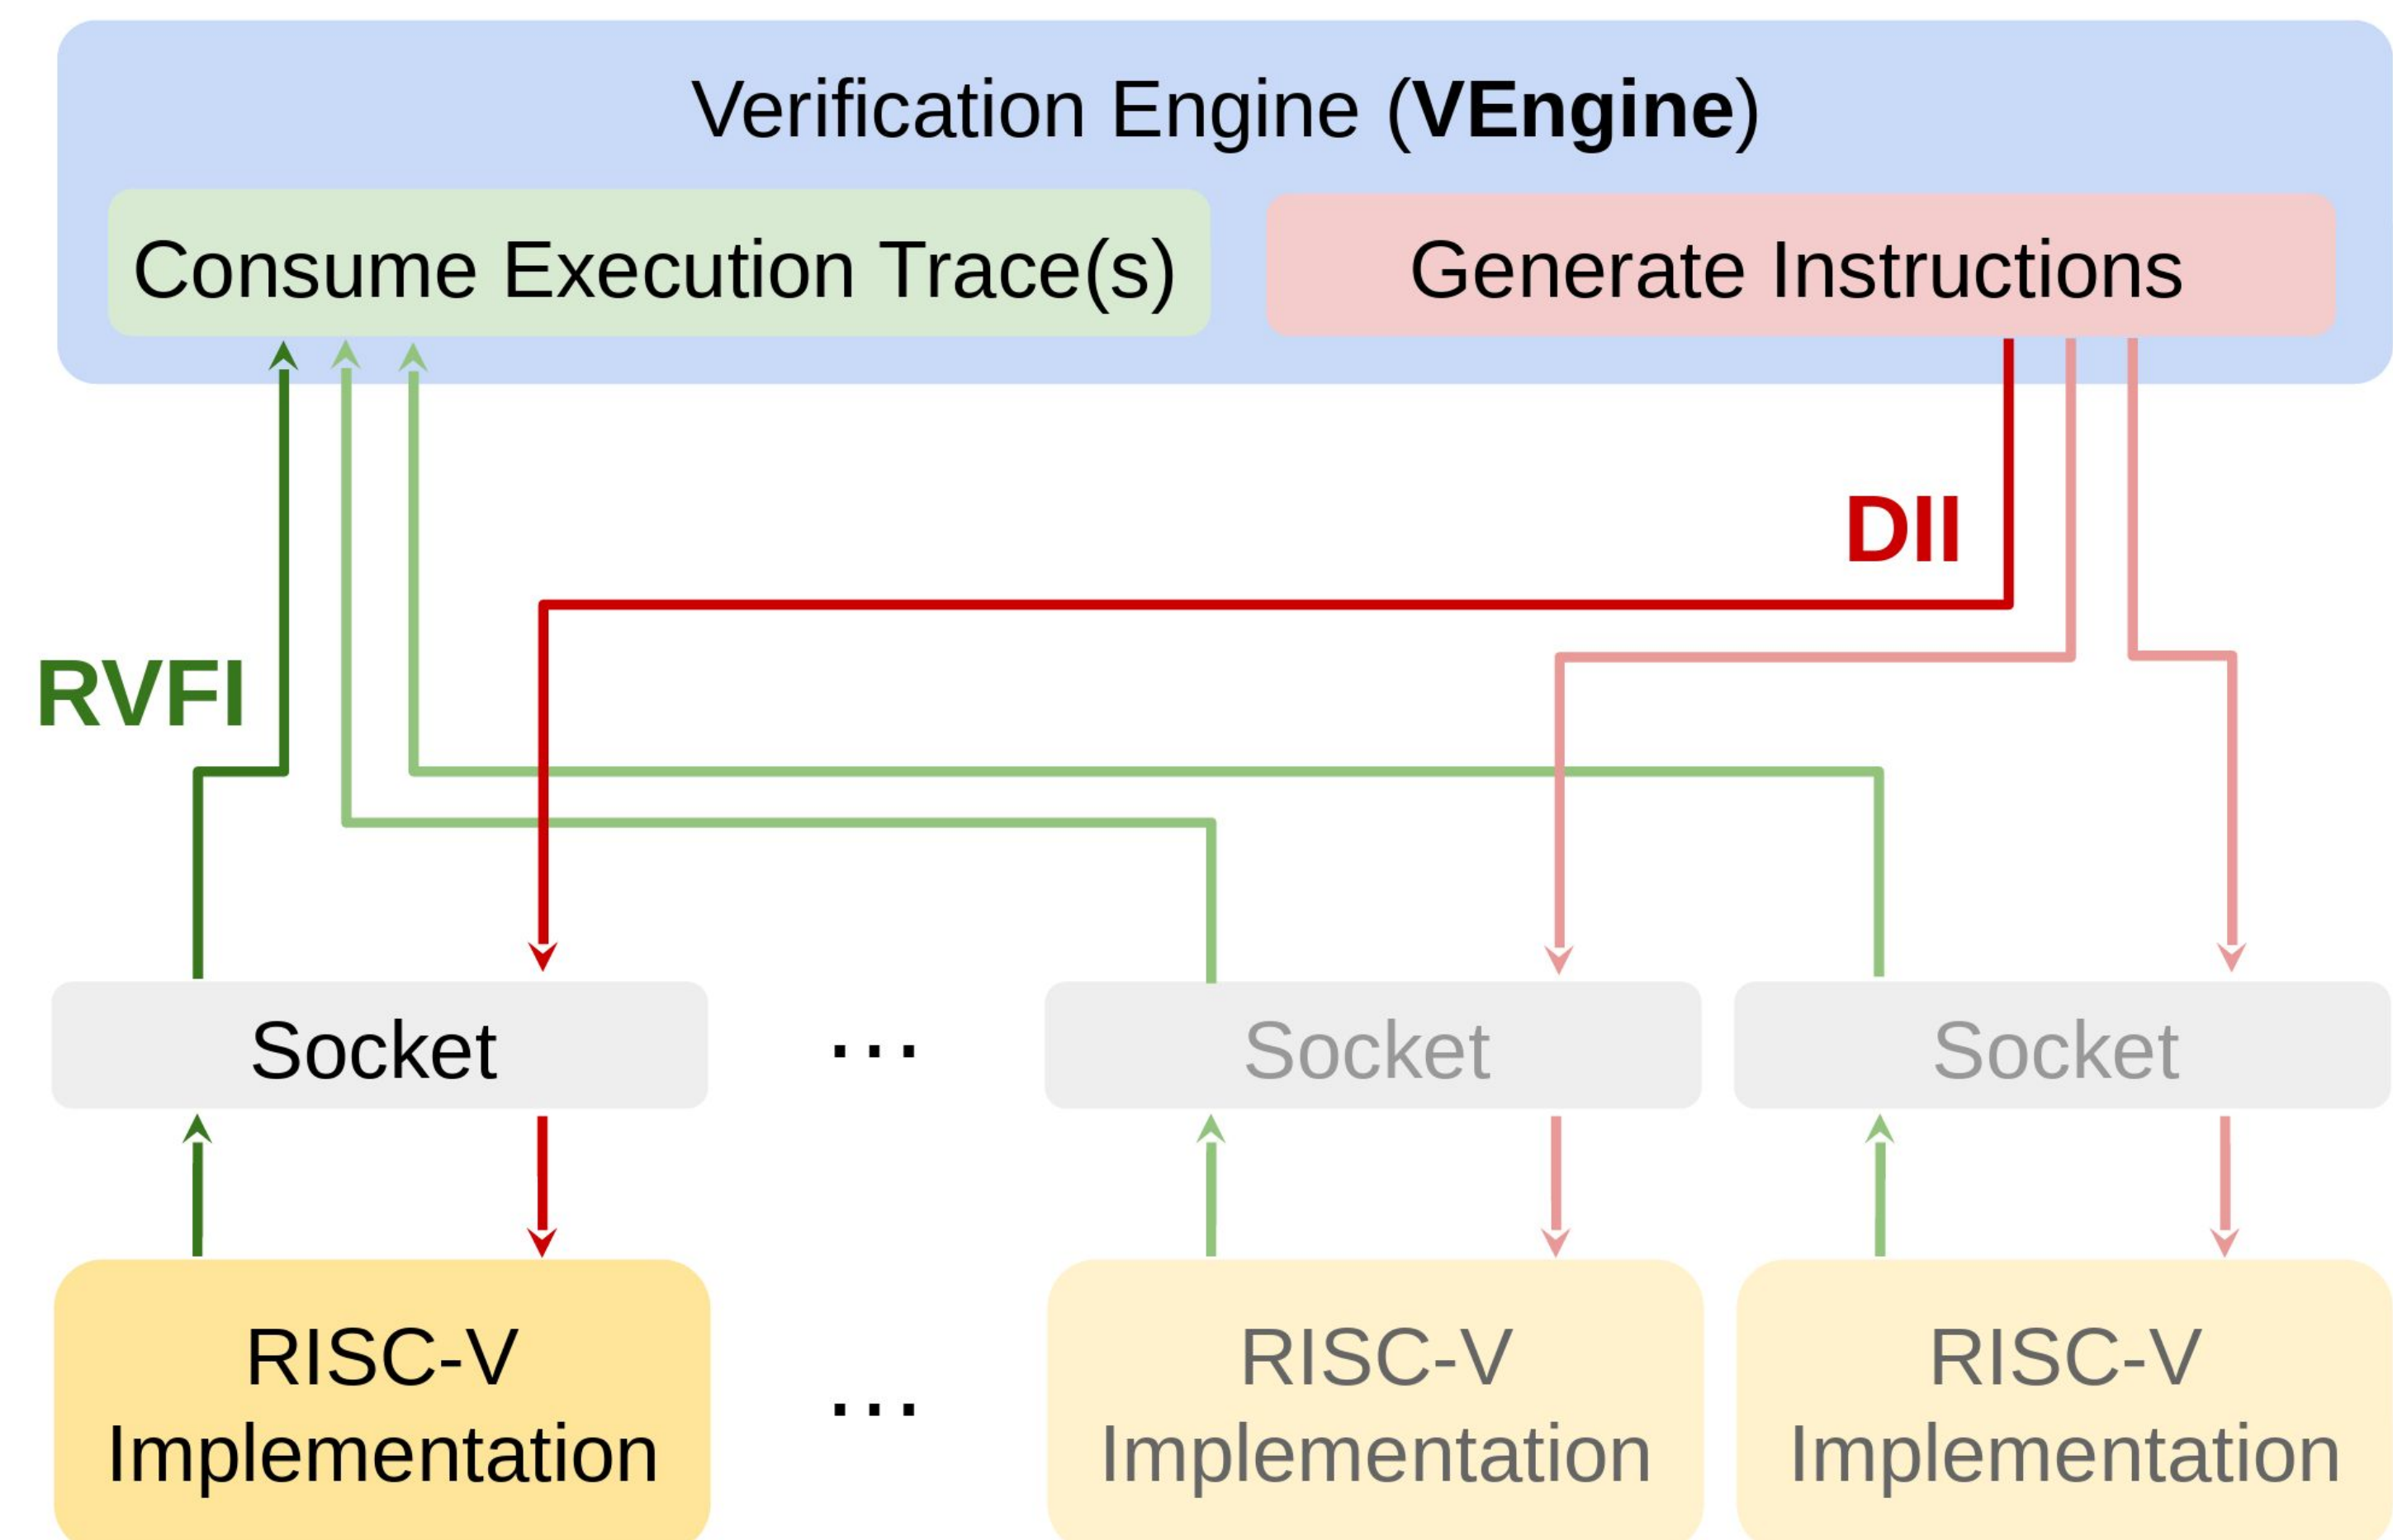 Verification Engine (VEngine)
Consume Execution Trace(s)
Generate Instructions
DII
RVFI
Socket
...
Socket
Socket
RISC-V
Implementation
...
RISC-V
Implementation
RISC-V
Implementation